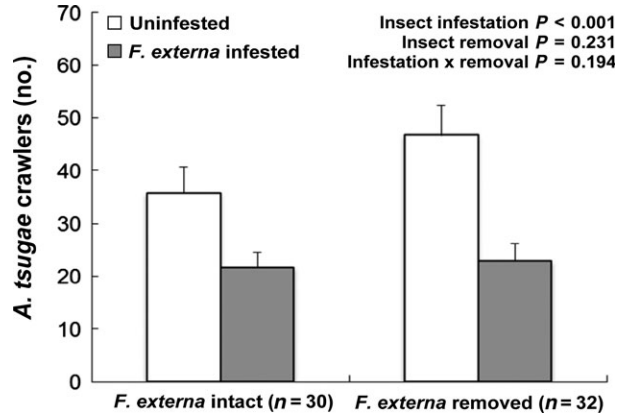 70
60
50
40
30
20
10
0
A. tsugae crawlers (no.)
Uninfested
F. externa infested
Insect infestation P < 0.001
Insect removal P = 0.231
Infestation x removal P = 0.194
F. externa intact (n = 30)
F. externa removed (n = 32)